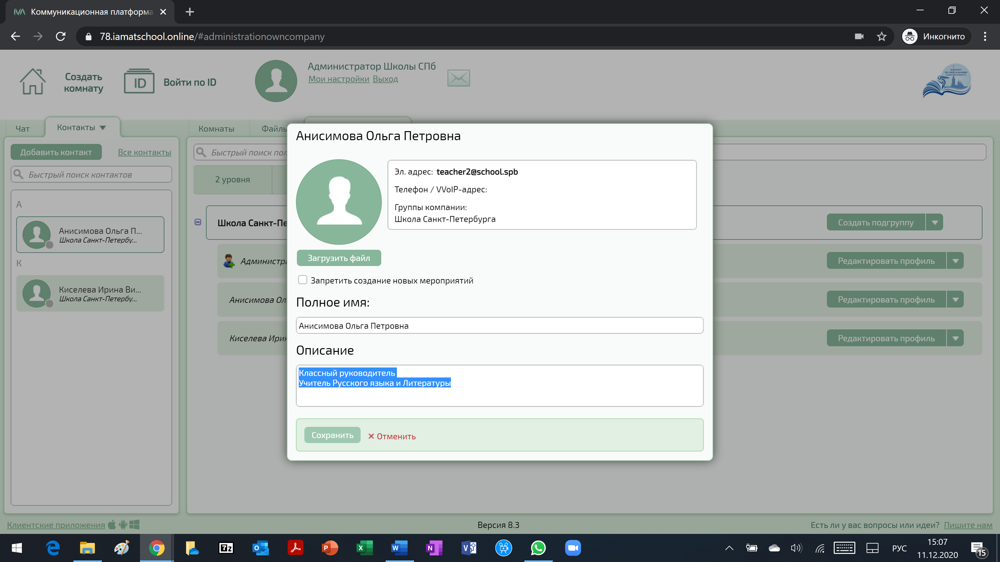 Коммуникационная платформа
78.iamatschool.online/#administrationowncompany
Инкогнито
Создать
комнату
ID
Войти по ID
Администратор Школы СПб
Мои настройки Выход
КОМИТЕТ
ПО ОБРАЗОВАНИЮ
САНКТ-ПЕТЕРБУРГА
Чат
Контакты
Комнаты
Файлы
Добавить контакт
Все контакты
Быстрый поиск контактов
А
Анисимова Ольга П...
Школа Санкт-Петербу...
К
Киселева Ирина Ви...
Школа Санкт-Петербу...
Быстрый поиск пол
2 уровня
Школа Санкт-Пе
Создать подгруппу
Администра
Редактировать профиль
Анисимова Ол
Редактировать профиль
Киселева Ирин
Редактировать профиль
Анисимова Ольга Петровна
Эл. адрес: teacher2@school.spb
Телефон / VVoIP-адрес:
Группы компании:
Школа Санкт-Петербурга
Загрузить файл
Запретить создание новых мероприятий
Полное имя:
Анисимова Ольга Петровна
Описание
Классный руководитель
Учитель Русского языка и Литературы
Сохранить
Отменить
Клиентские приложения
Версия 8.3
Есть ли у вас вопросы или идеи? Пишите нам
РУС
15:07
11.12.2020
15